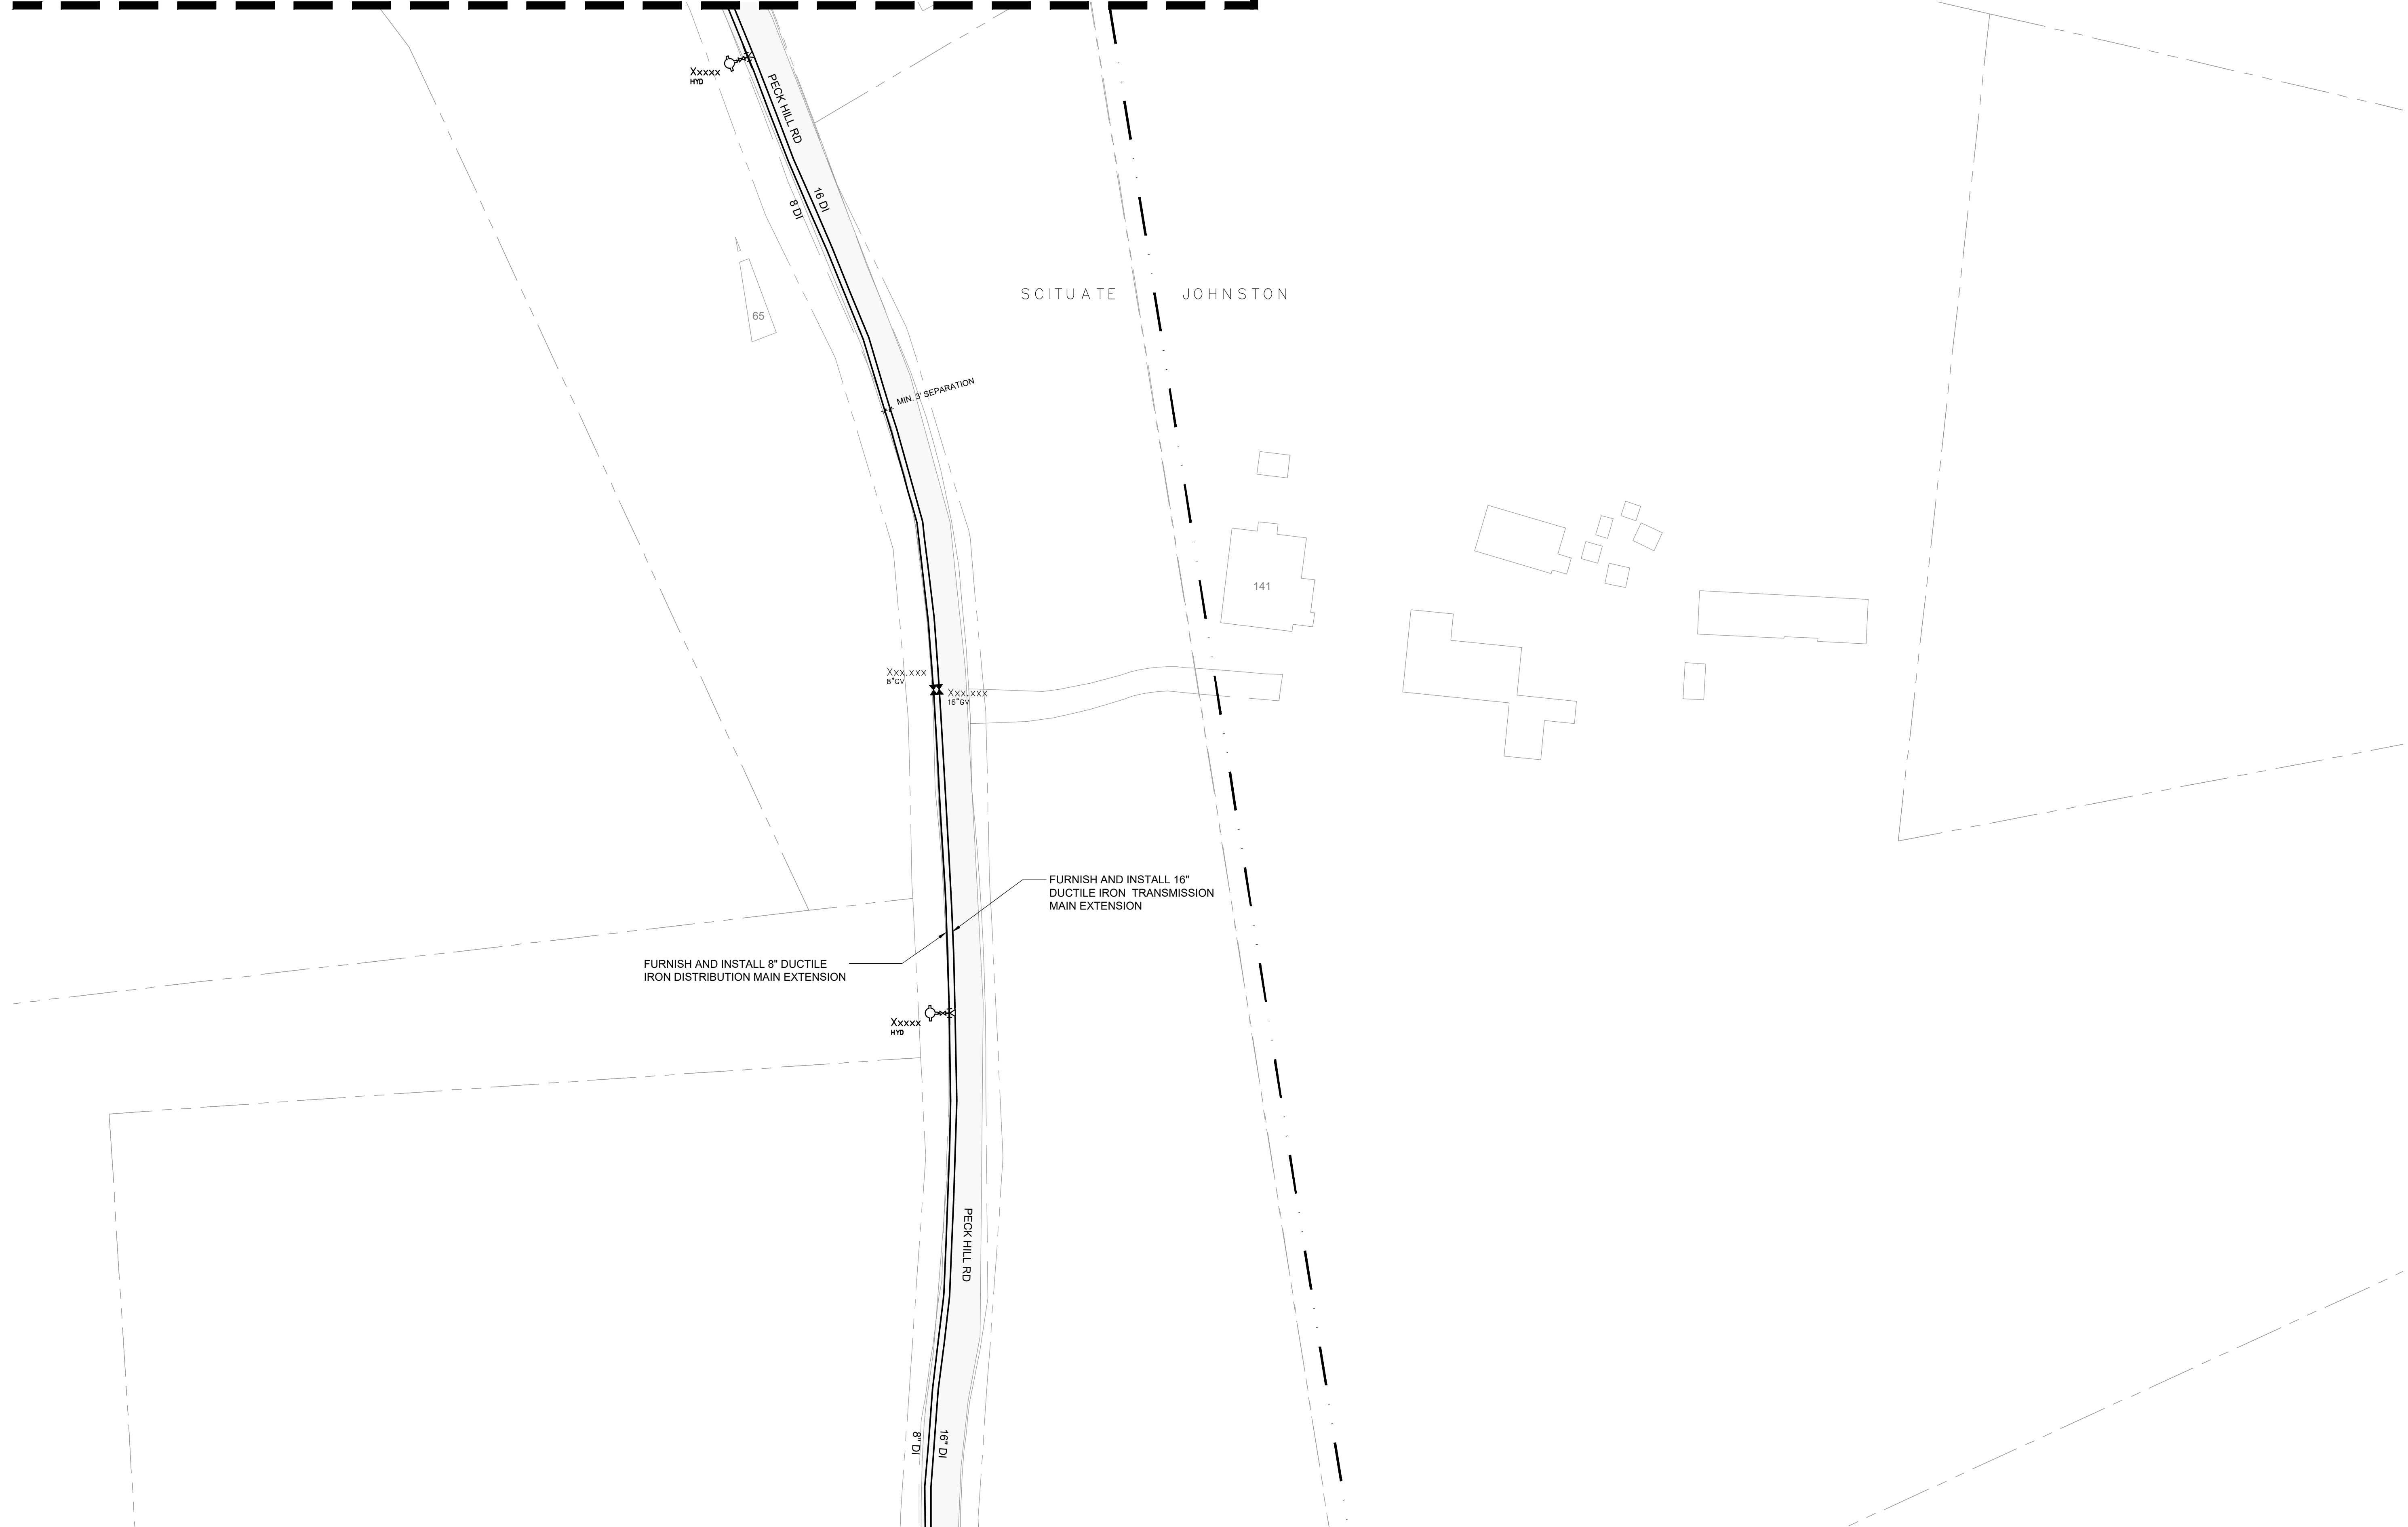 Xxxxx
HYD
PECK HILL RD
16 DI
8 DI
SCITUATE
JOHNSTON
65
MIN. 3' SEPARATION
141
Xxx.xxx
8"GV
Xxx.xxx
16"GV
FURNISH AND INSTALL 16"
DUCTILE IRON TRANSMISSION
MAIN EXTENSION
FURNISH AND INSTALL 8" DUCTILE
IRON DISTRIBUTION MAIN EXTENSION
Xxxxx
HYD
PECK HILL RD
8" DI
16" DI